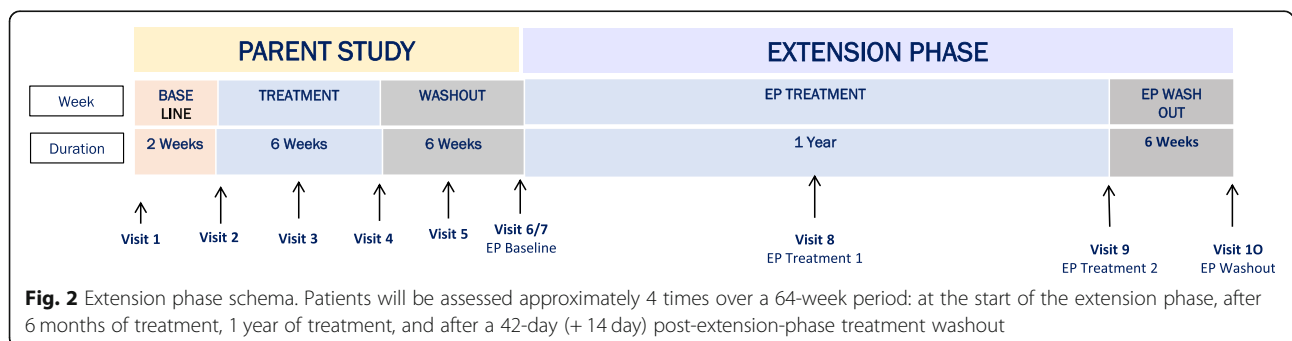 PARENT STUDY EXTENSION PHASE
Week BASE LINE TREATMENT WASHOUT EP TREATMENT EP WASH OUT
Duration 2 Weeks 6 Weeks 6 Weeks 1 Year 6 Weeks
Visit 1 Visit 2 Visit 3 Visit 4 Visit 5 Visit 6/7 EP Baseline Visit 8 EP Treatment 1 Visit 9 EP Treatment 2 Visit 10 EP Washout
Fig. 2 Extension phase schema. Patients will be assessed approximately 4 times over a 64-week period: at the start of the extension phase, after
6 months of treatment, 1 year of treatment, and after a 42-day (+ 14 day) post-extension-phase treatment washout